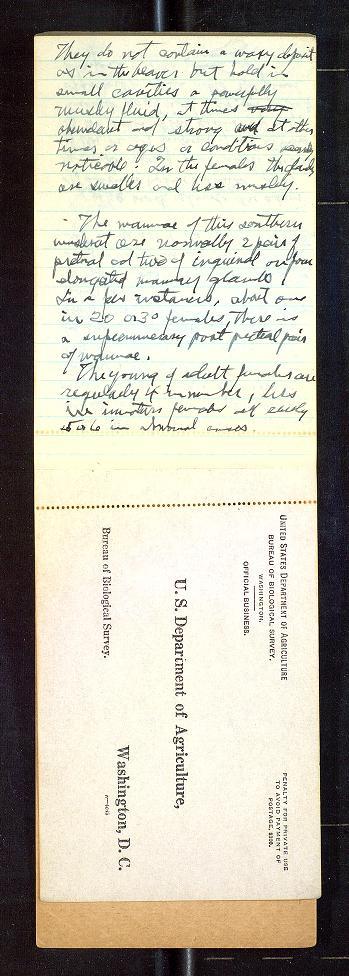 They do not contain a waxy deposit
as in the beaver but hold in
small cavities a powerfully
musky fluid, at times very
abundant and strong and at other
times or ages or conditions
noticeable. In the females the glands
are smaller and less musky.
The mammae of this southern
muskrat are normally 2 pairs of
pectoral and two of inguinal on four
elongated mammary glands.
In a few instances, about one
in 20 or 30 females, there is
a supernumerary post pectoral pair
of mammae.
The young of adult females are
regularly 4 in number, less
in immature females and rarely
5 or 6 in abnormal cases.
UNITED STATES DEPARTMENT OF AGRICULTURE
BUREAU OF BIOLOGICAL SURVEY.
WASHINGTON.
OFFICIAL BUSINESS.
PENALTY FOR PRIVATE USE
TO AVOID PAYMENT OF
POSTAGE, $300.
U. S. Department of Agriculture,
Bureau of Biological Survey.
Washington, D. C.